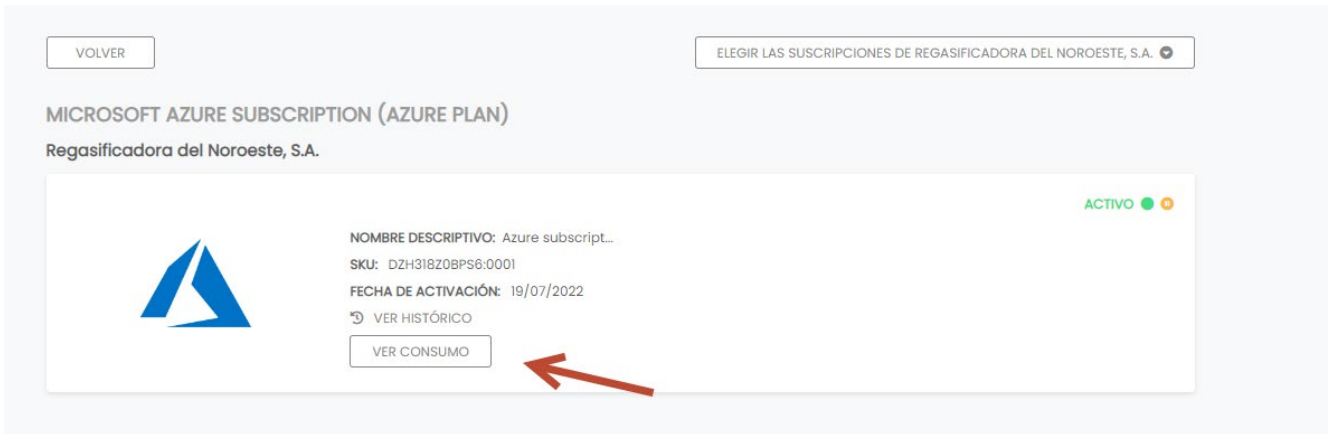 VOLVER
ELEGIR LAS SUSCRIPCIONES DE REGASIFICADORA DEL NOROESTE, S.A.
MICROSOFT AZURE SUBSCRIPTION (AZURE PLAN)
Regasificadora del Noroeste, S.A.
ACTIVO
NOMBRE DESCRIPTIVO: Azure subscript...
SKU: DZH318Z0BPS6:0001
FECHA DE ACTIVACIÓN: 19/07/2022
VER HISTÓRICO
VER CONSUMO